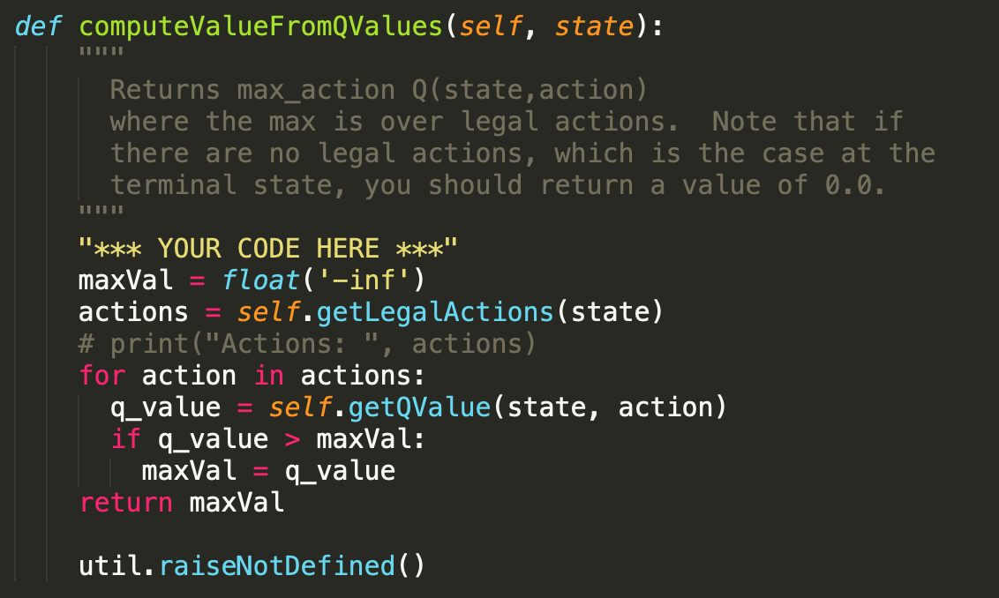 def computeValueFromQValues(self, state):
"""
Returns max_action Q(state,action)
where the max is over legal actions.  Note that if
there are no legal actions, which is the case at the
terminal state, you should return a value of 0.0.
"""
"*** YOUR CODE HERE ***"
maxVal = float('-inf')
actions = self.getLegalActions(state)
# print("Actions: ", actions)
for action in actions:
q_value = self.getQValue(state, action)
if q_value > maxVal:
maxVal = q_value
return maxVal
util.raiseNotDefined()